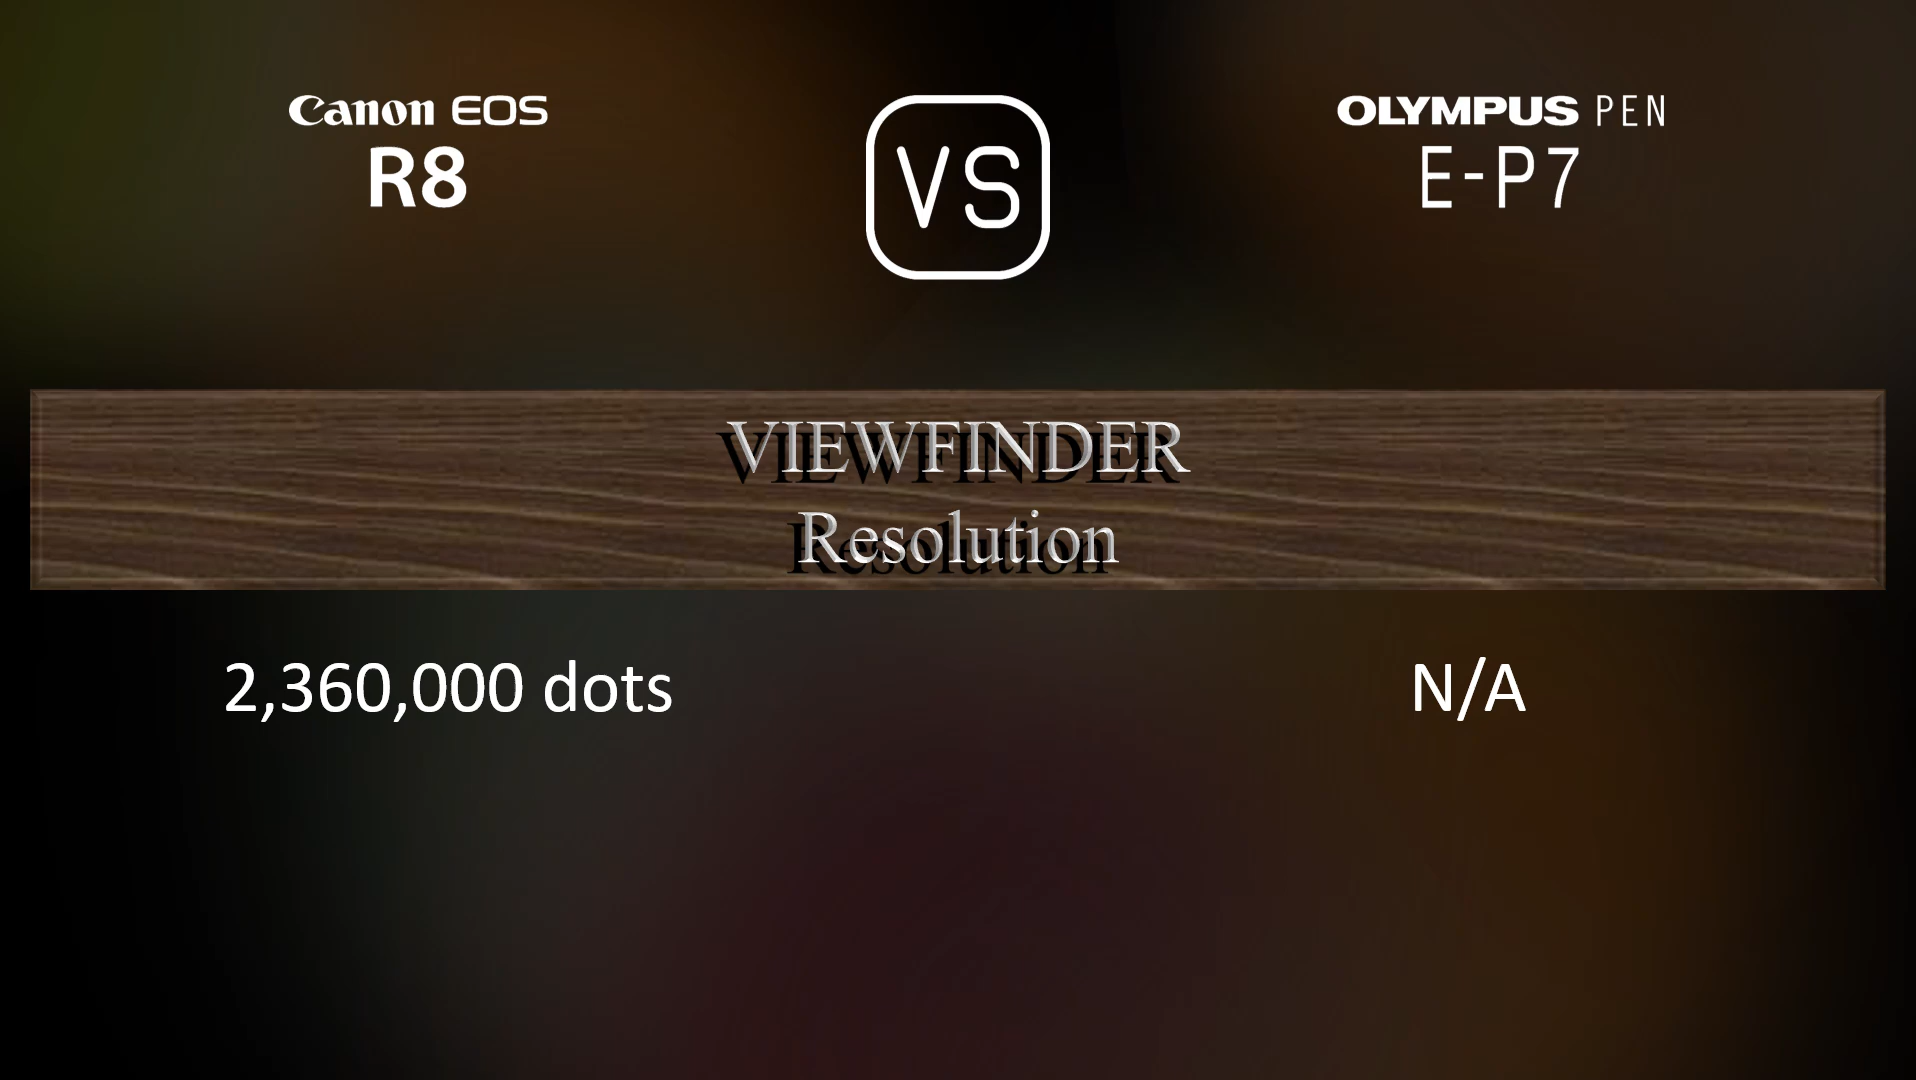 Canon EOS
R8
VS
OLYMPUS PEN
E-P7
VIEWFINDER
Resolution
2,360,000 dots
N/A